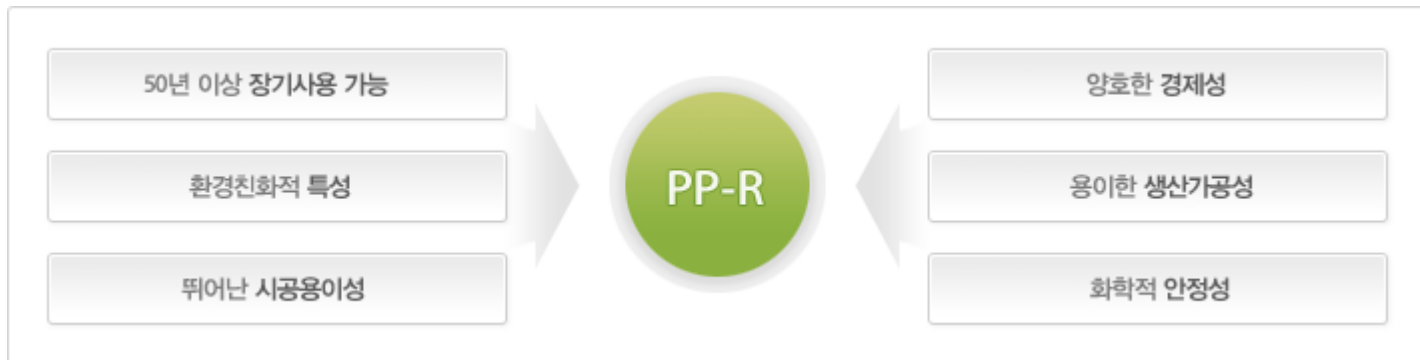 50년 이상 장기사용 가능
환경친화적 특성
뛰어난 시공용이성
PP-R
양호한 경제성
용이한 생산가공성
화학적 안정성